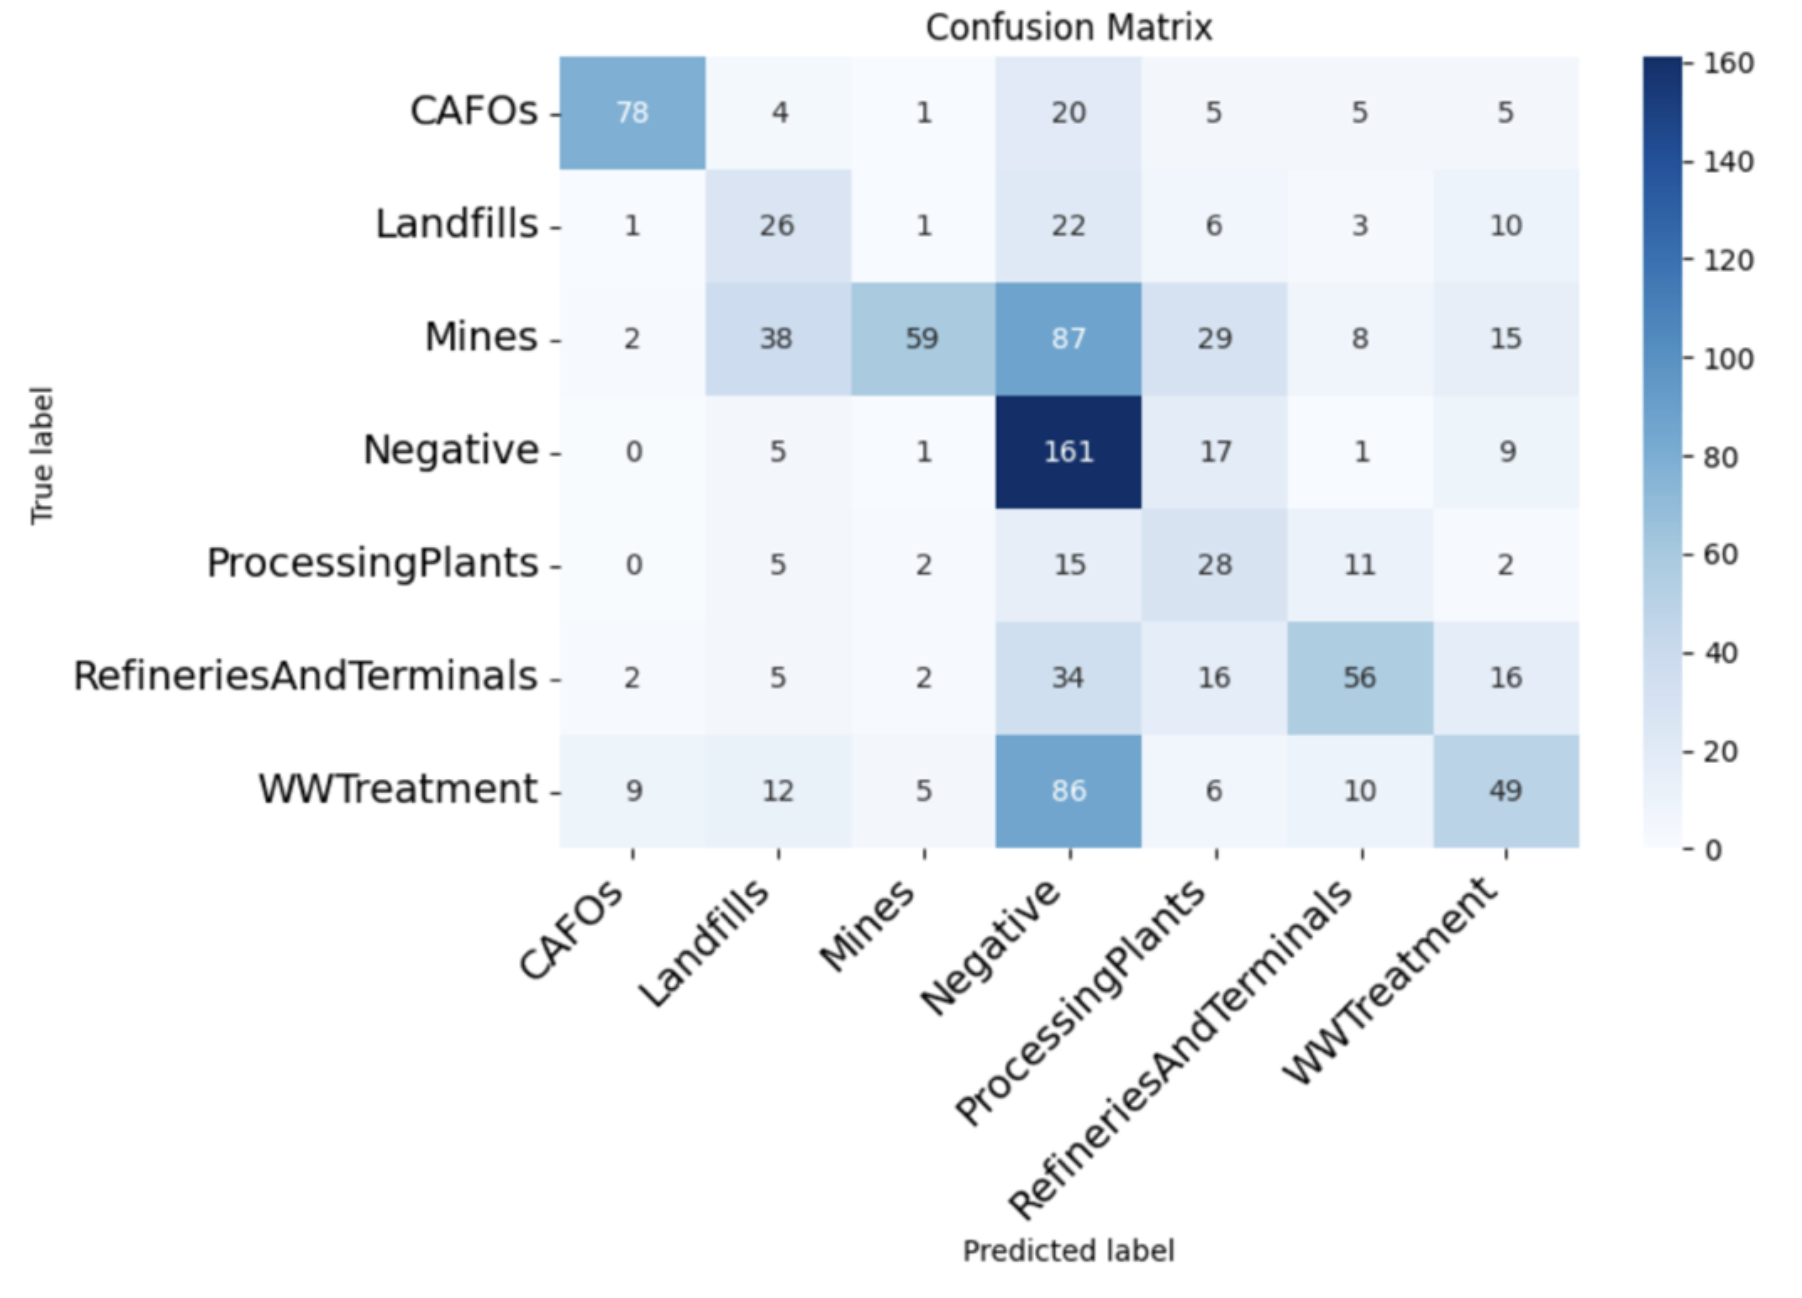 Confusion Matrix
CAFOs 78 4 1 20 5 5 5
Landfills 1 26 1 22 6 3 10
Mines 2 38 59 87 29 8 15
Negative 0 5 1 161 17 1 9
ProcessingPlants 0 5 2 15 28 11 2
RefineriesAndTerminals 2 5 2 34 16 56 16
WWTreatment 9 12 5 86 6 10 49
True label
CAFOs
Landfills
Mines
Negative
ProcessingPlants
RefineriesAndTerminals
WWTreatment
Predicted label
160
140
120
100
80
60
40
20
0